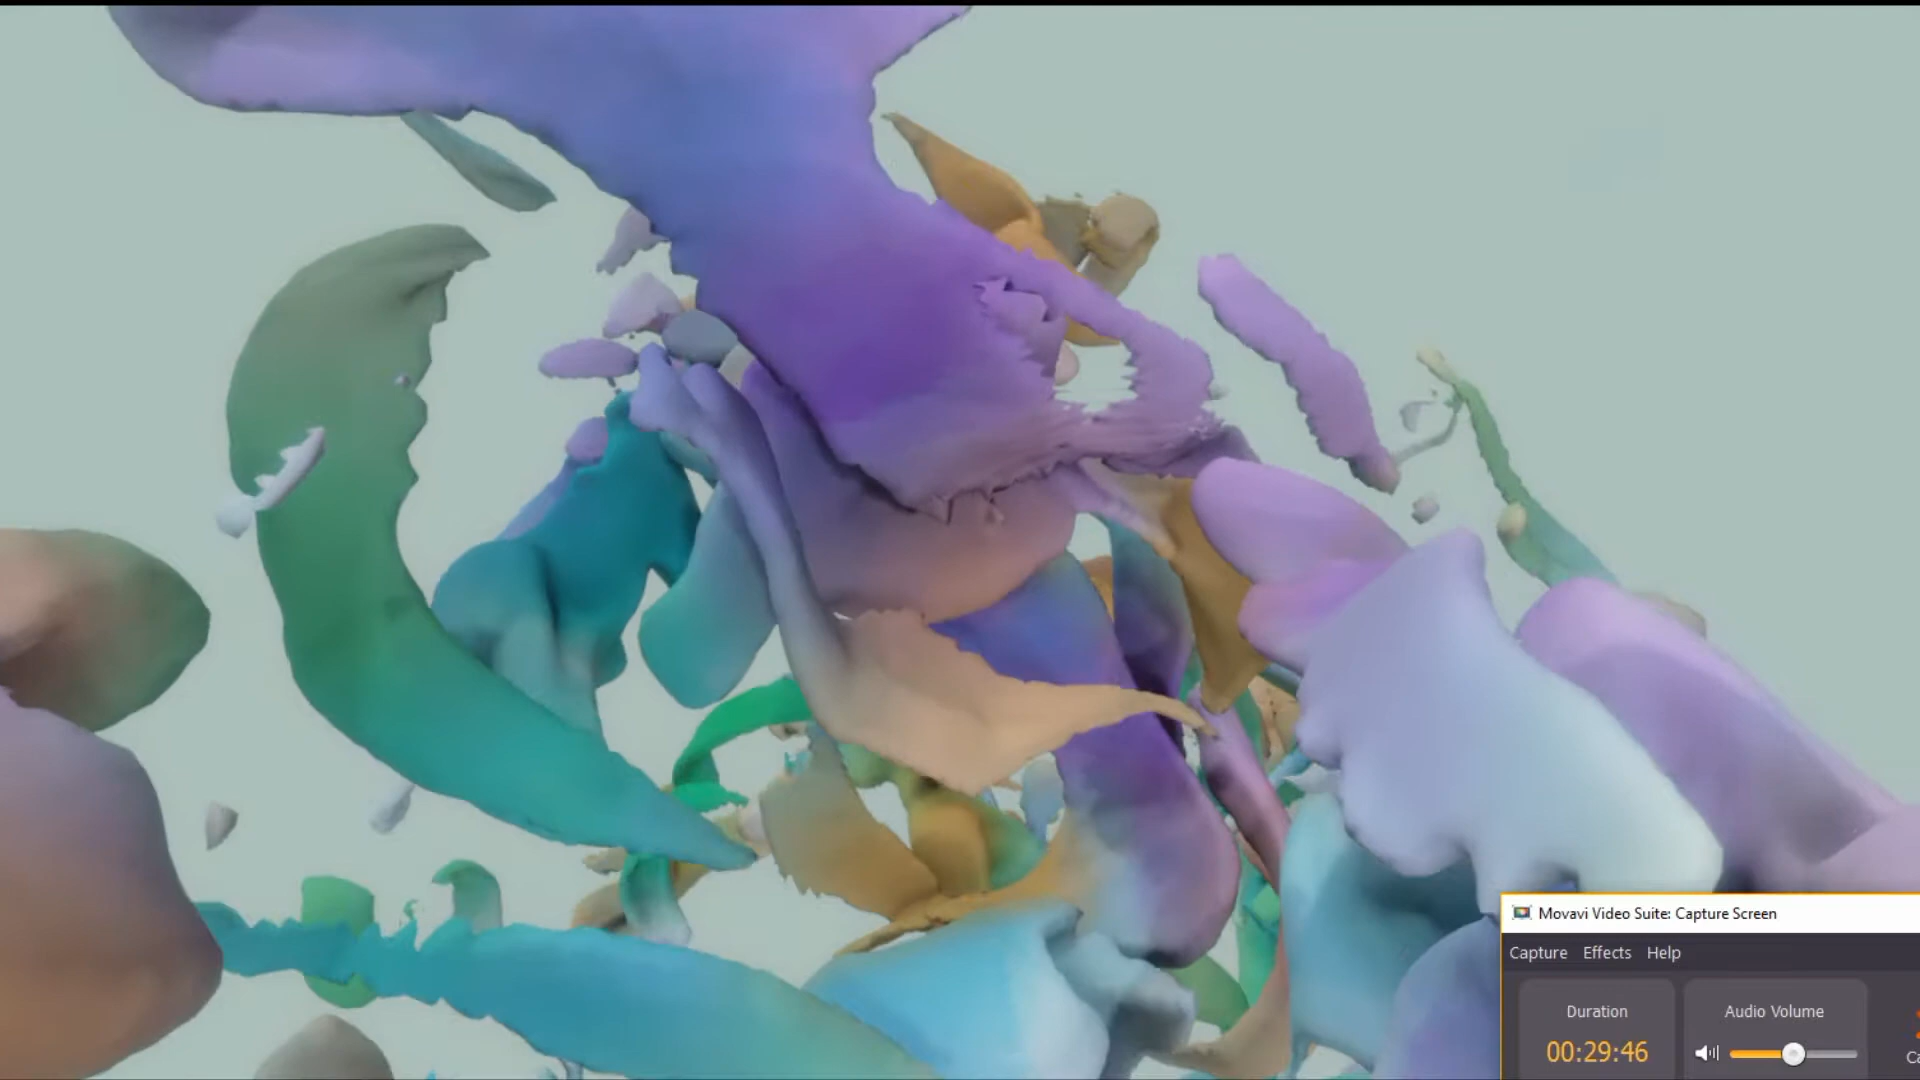 Movavi Video Suite: Capture Screen
Capture Effects Help
Duration Audio Volume
00:29:46